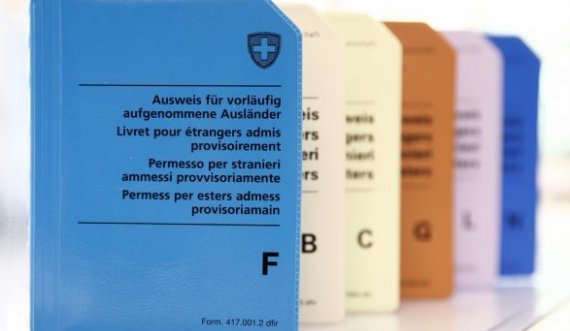 Ausweis für vorläufig
aufgenommene Ausländer
Livret pour étrangers admis
provisoirement
Permesso per stranieri
ammessi provvisoriamente
Permess per esters admess
provisoriamain
F
Form. 417.001.2 dfir
B
C
G
L
N